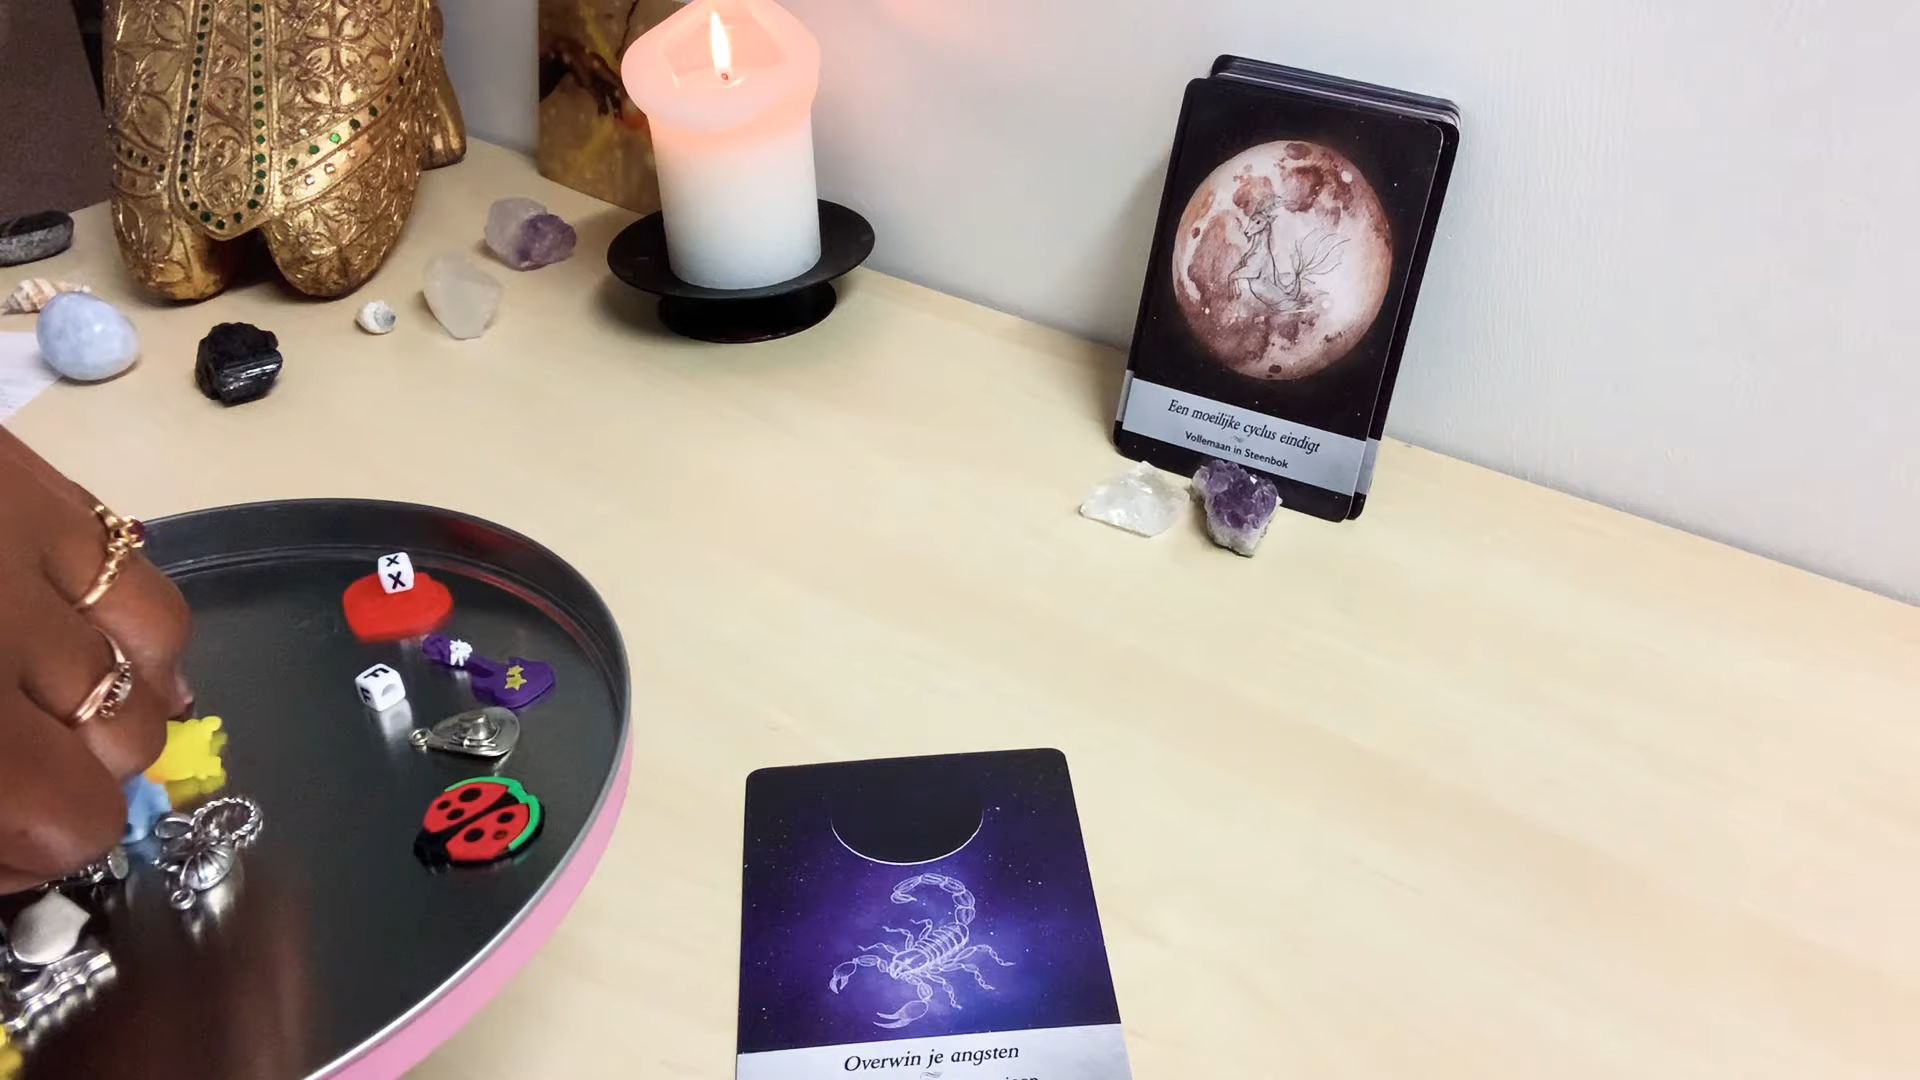 Een moeilijke cyclus eindigt
Vollemaan in Steenbok
X
X
F
Overwin je angsten